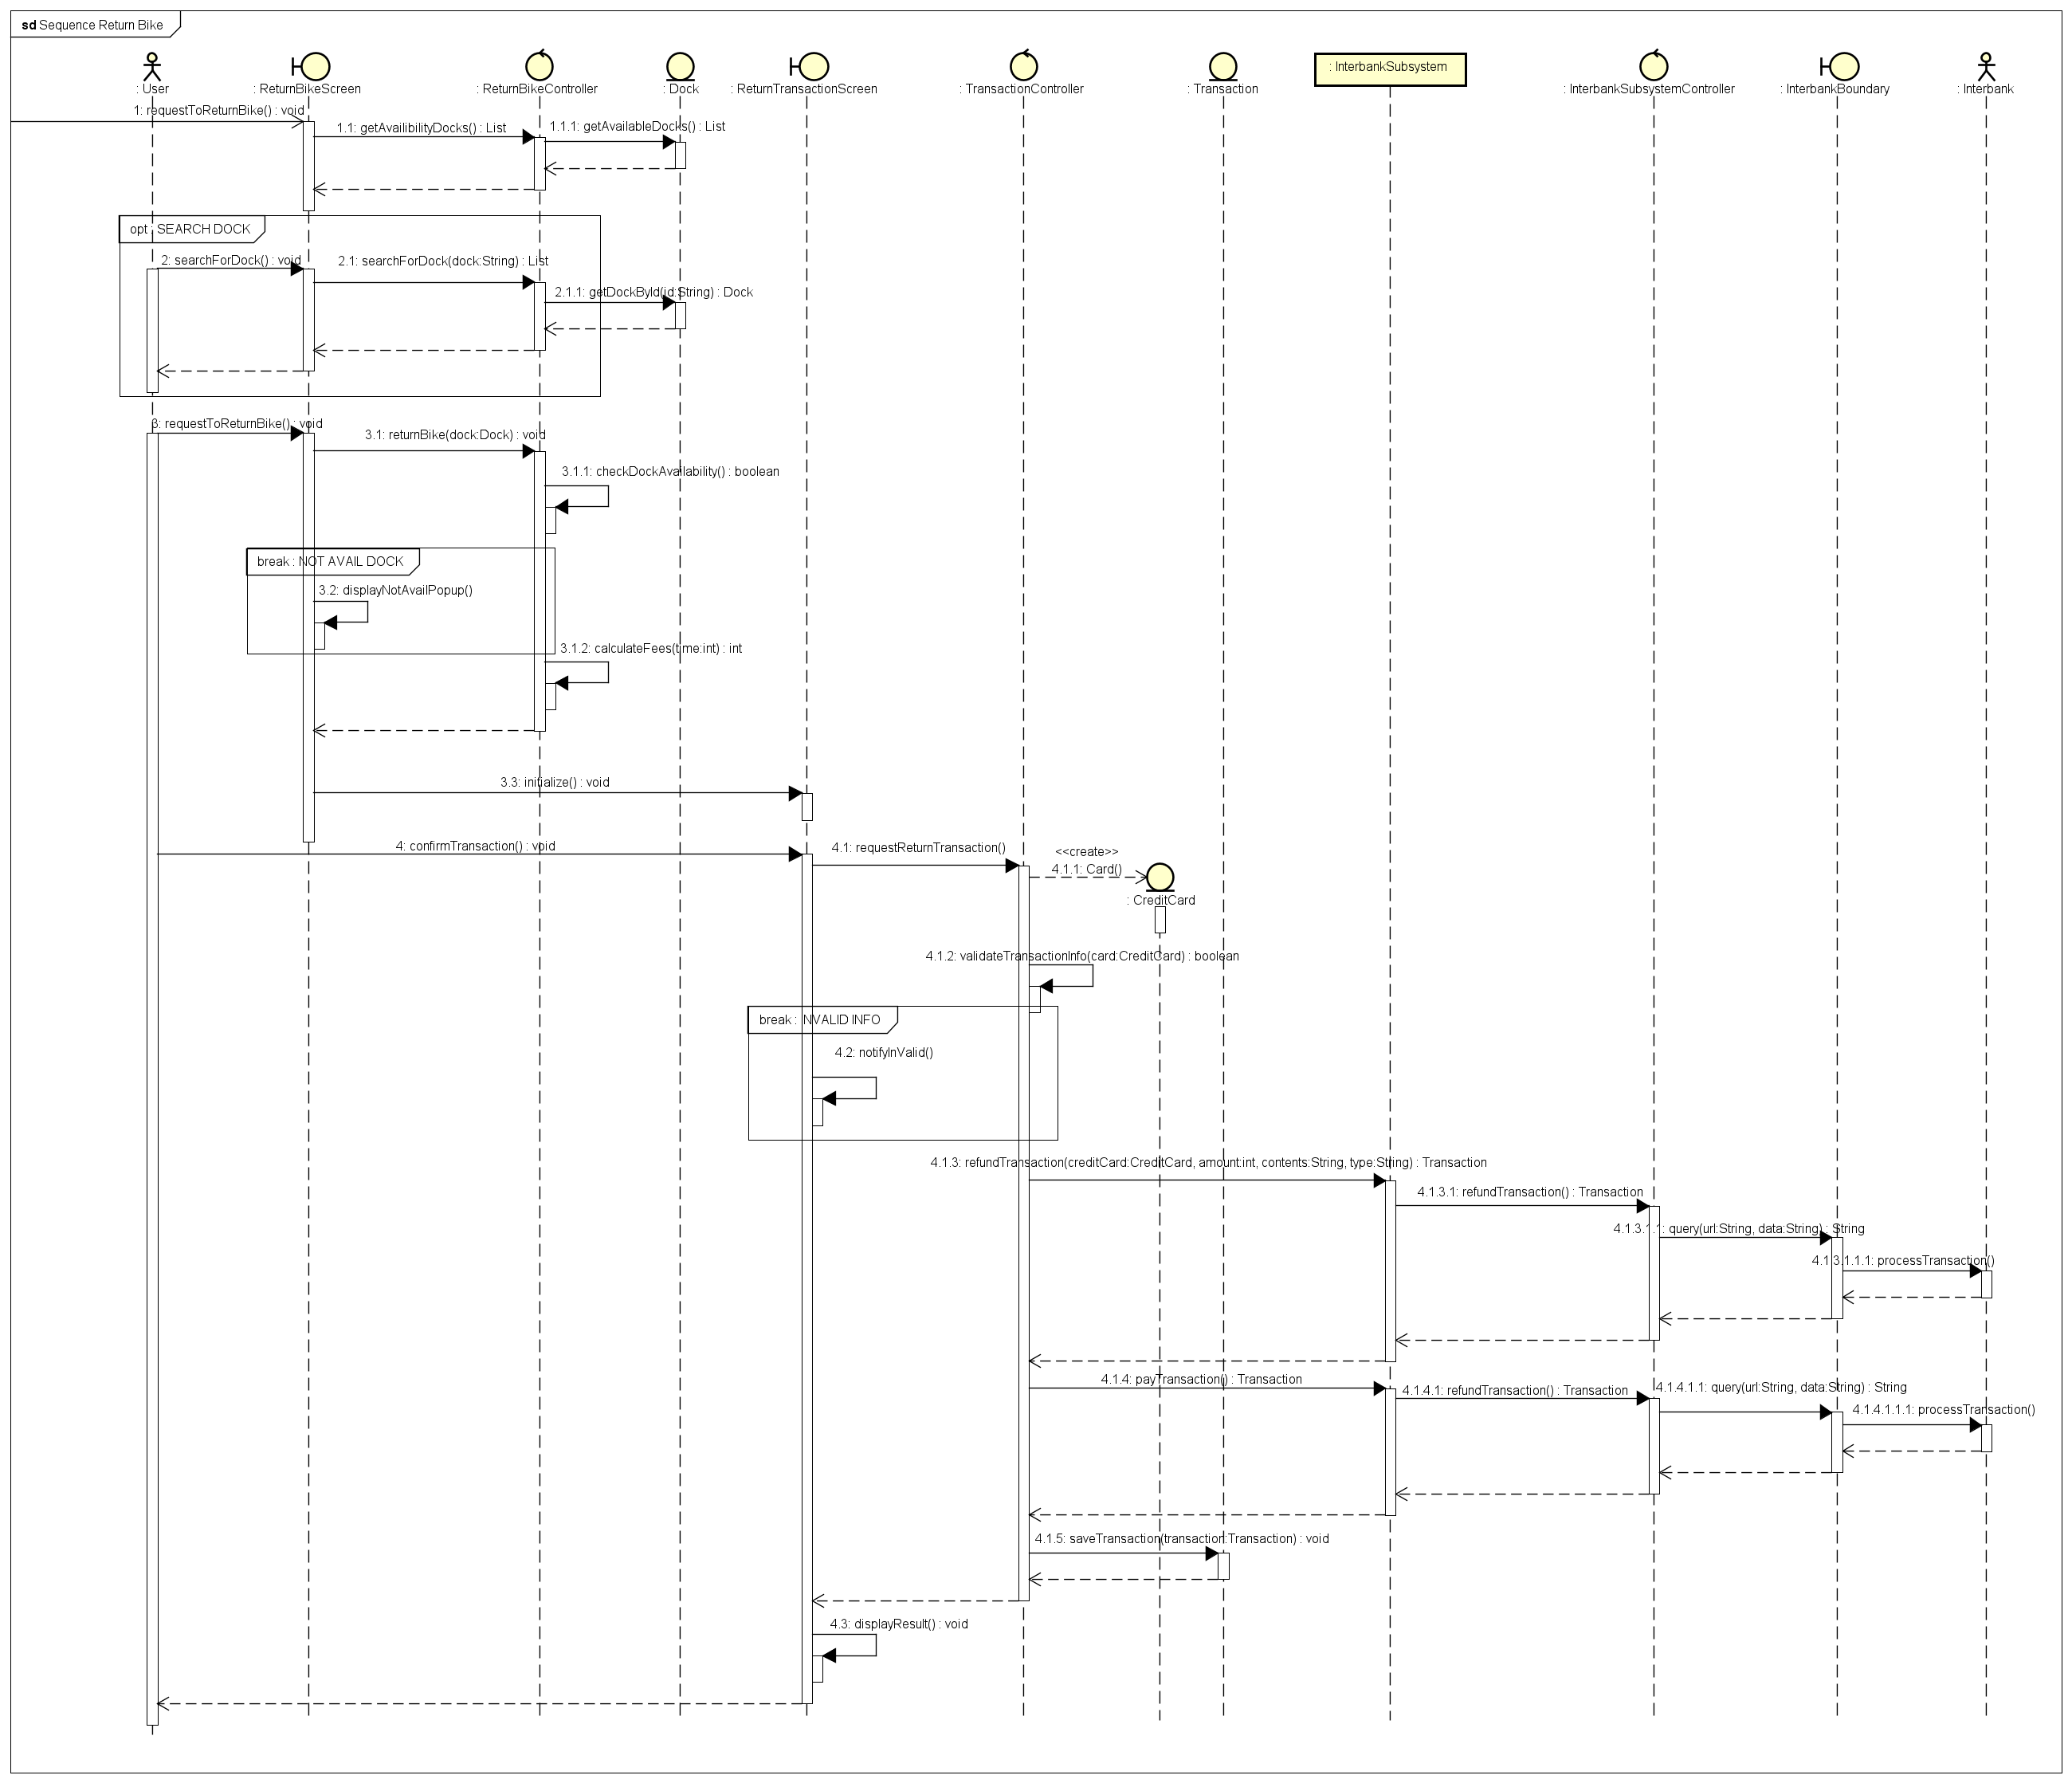 sd Sequence Return Bike
: User
: ReturnBikeScreen
: ReturnBikeController
: Dock
: ReturnTransactionScreen
: TransactionController
: Transaction
: InterbankSubsystem
: InterbankSubsystemController
: InterbankBoundary
: Interbank
1: requestToReturnBike() : void
1.1: getAvailibilityDocks() : List
1.1.1: getAvailableDocks() : List
opt : SEARCH DOCK
2: searchForDock() : void
2.1: searchForDock(dock:String) : List
2.1.1: getDockById(id:String) : Dock
3: requestToReturnBike() : void
3.1: returnBike(dock:Dock) : void
3.1.1: checkDockAvailability() : boolean
break : NOT AVAIL DOCK
3.2: displayNotAvailPopup()
3.1.2: calculateFees(time:int) : int
3.3: initialize() : void
4: confirmTransaction() : void
4.1: requestReturnTransaction()
<<create>>
4.1.1: Card()
: CreditCard
4.1.2: validateTransactionInfo(card:CreditCard) : boolean
break : INVALID INFO
4.2: notifyInValid()
4.1.3: refundTransaction(creditCard:CreditCard, amount:int, contents:String, type:String) : Transaction
4.1.3.1: refundTransaction() : Transaction
4.1.3.1.1: query(url:String, data:String) : String
4.1.3.1.1.1: processTransaction()
4.1.4: payTransaction() : Transaction
4.1.4.1: refundTransaction() : Transaction
4.1.4.1.1: query(url:String, data:String) : String
4.1.4.1.1.1: processTransaction()
4.1.5: saveTransaction(transaction:Transaction) : void
4.3: displayResult() : void